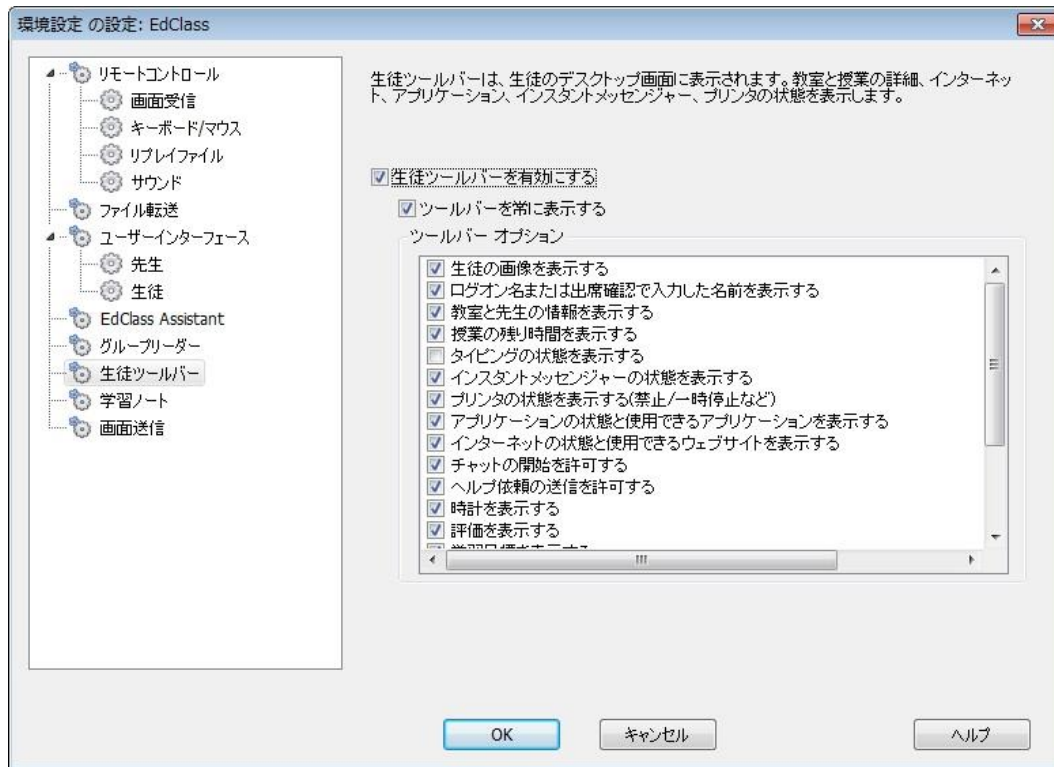 環境設定 の設定: EdClass
リモートコントロール
画面受信
キーボード/マウス
リプレイファイル
サウンド
ファイル転送
ユーザーインターフェース
先生
生徒
EdClass Assistant
グループリーダー
生徒ツールバー
学習ノート
画面送信
生徒ツールバーは、生徒のデスクトップ画面に表示されます。教室と授業の詳細、インターネッ
ト、アプリケーション、インスタントメッセンジャー、プリンタの状態を表示します。
生徒ツールバーを有効にする
ツールバーを常に表示する
ツールバー オプション
生徒の画像を表示する
ログオン名または出席確認で入力した名前を表示する
教室と先生の情報を表示する
授業の残り時間を表示する
タイピングの状態を表示する
インスタントメッセンジャーの状態を表示する
プリンタの状態を表示する(禁止/一時停止など)
アプリケーションの状態と使用できるアプリケーションを表示する
インターネットの状態と使用できるウェブサイトを表示する
チャットの開始を許可する
ヘルプ依頼の送信を許可する
時計を表示する
評価を表示する
OK
キャンセル
ヘルプ